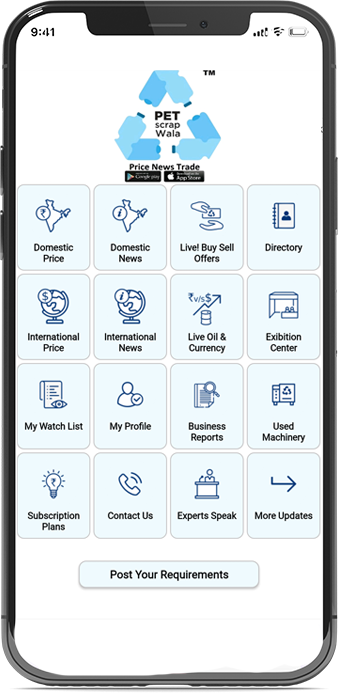 9:41
TM
PET
scrap
Wala
Price News Trade
Google play
App Store
Domestic
Price
Domestic
News
Live! Buy Sell
Offers
Directory
International
Price
International
News
₹v/s$
Live Oil &
Currency
Exibition
Center
My Watch List
My Profile
Business
Reports
Used
Machinery
Subscription
Plans
Contact Us
Experts Speak
More Updates
Post Your Requirements